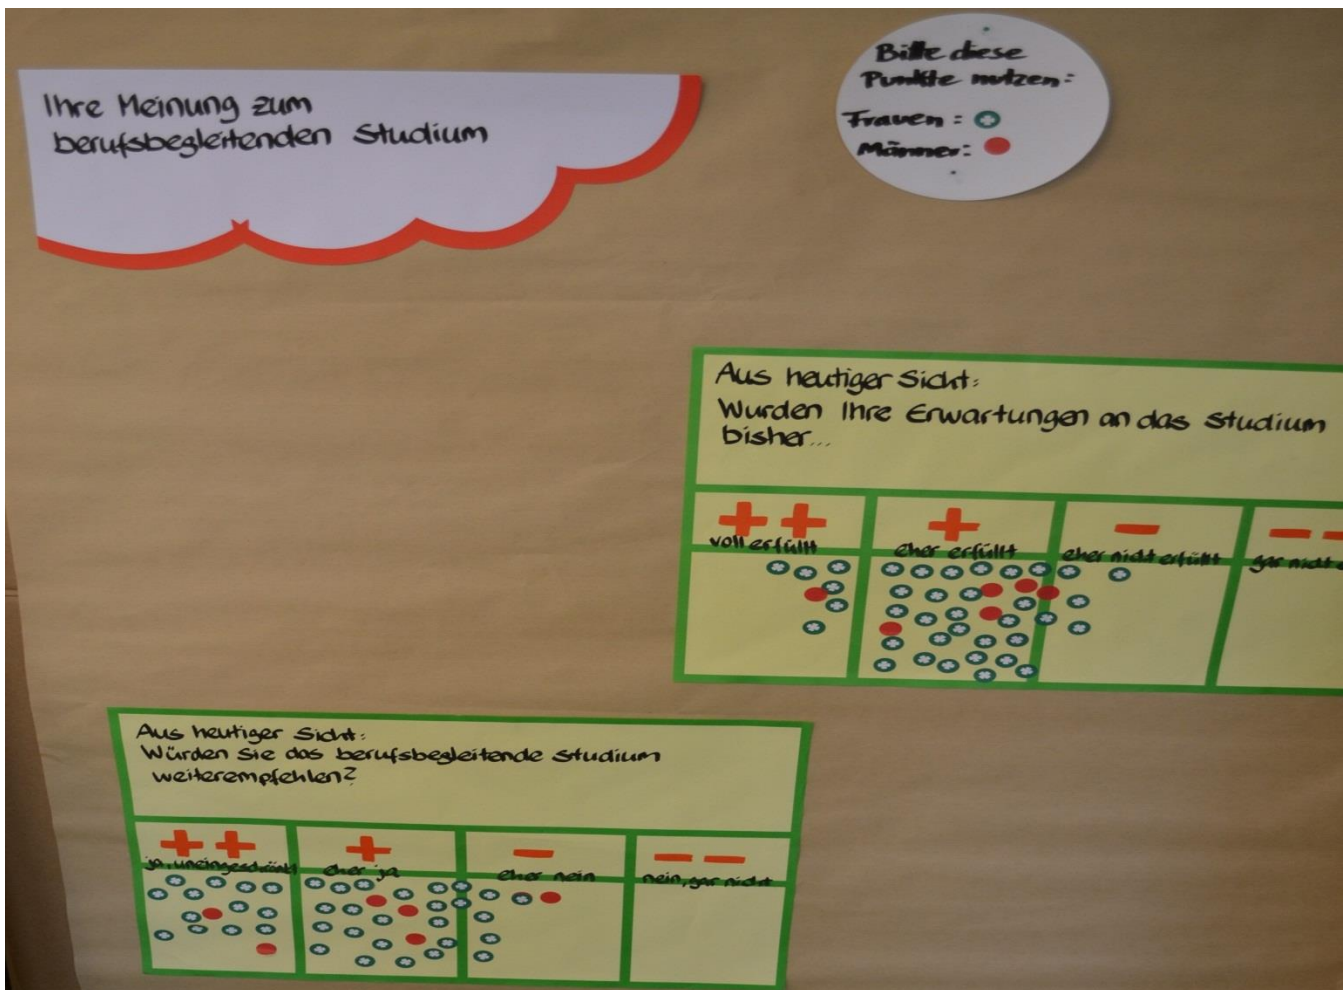 Ihre Meinung zum
berufsbegleitenden Studium
Bitte diese
Punkte nutzen:
Frauen:
Männer:
Aus heutiger Sicht:
Wurden Ihre Erwartungen an das Studium
bisher...
++ + - --
voll erfüllt eher erfüllt eher nicht erfüllt gar nicht
Aus heutiger Sicht:
Würden Sie das berufsbegleitende Studium
weiterempfehlen?
++ + - --
ja, uneingeschränkt eher ja eher nein nein, gar nicht